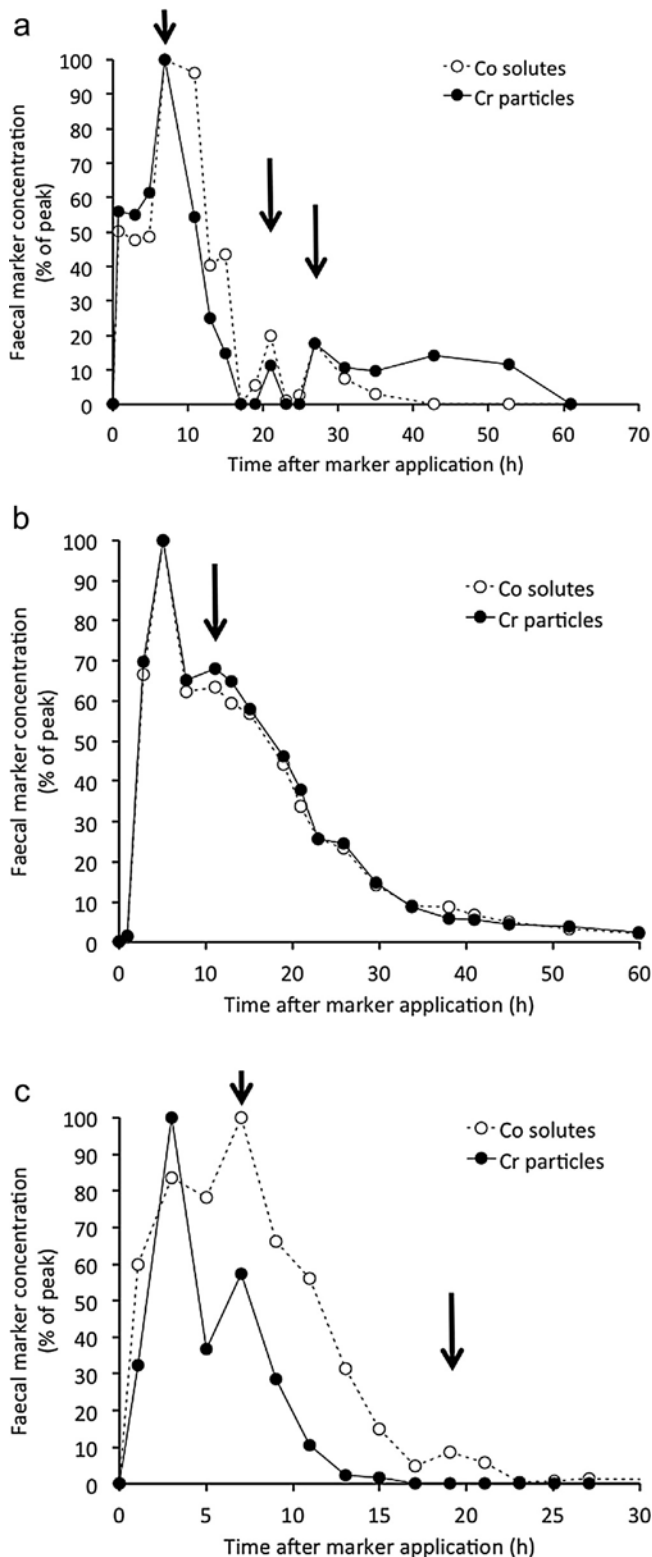 a
Faecal marker concentration
(% of peak)
100
90
80
70
60
50
40
30
20
10
0
Co solutes
Cr particles
0 10 20 30 40 50 60 70
Time after marker application (h)
b
Faecal marker concentration
(% of peak)
100
90
80
70
60
50
40
30
20
10
0
Co solutes
Cr particles
0 10 20 30 40 50 60
Time after marker application (h)
c
Faecal marker concentration
(% of peak)
100
90
80
70
60
50
40
30
20
10
0
Co solutes
Cr particles
0 5 10 15 20 25 30
Time after marker application (h)